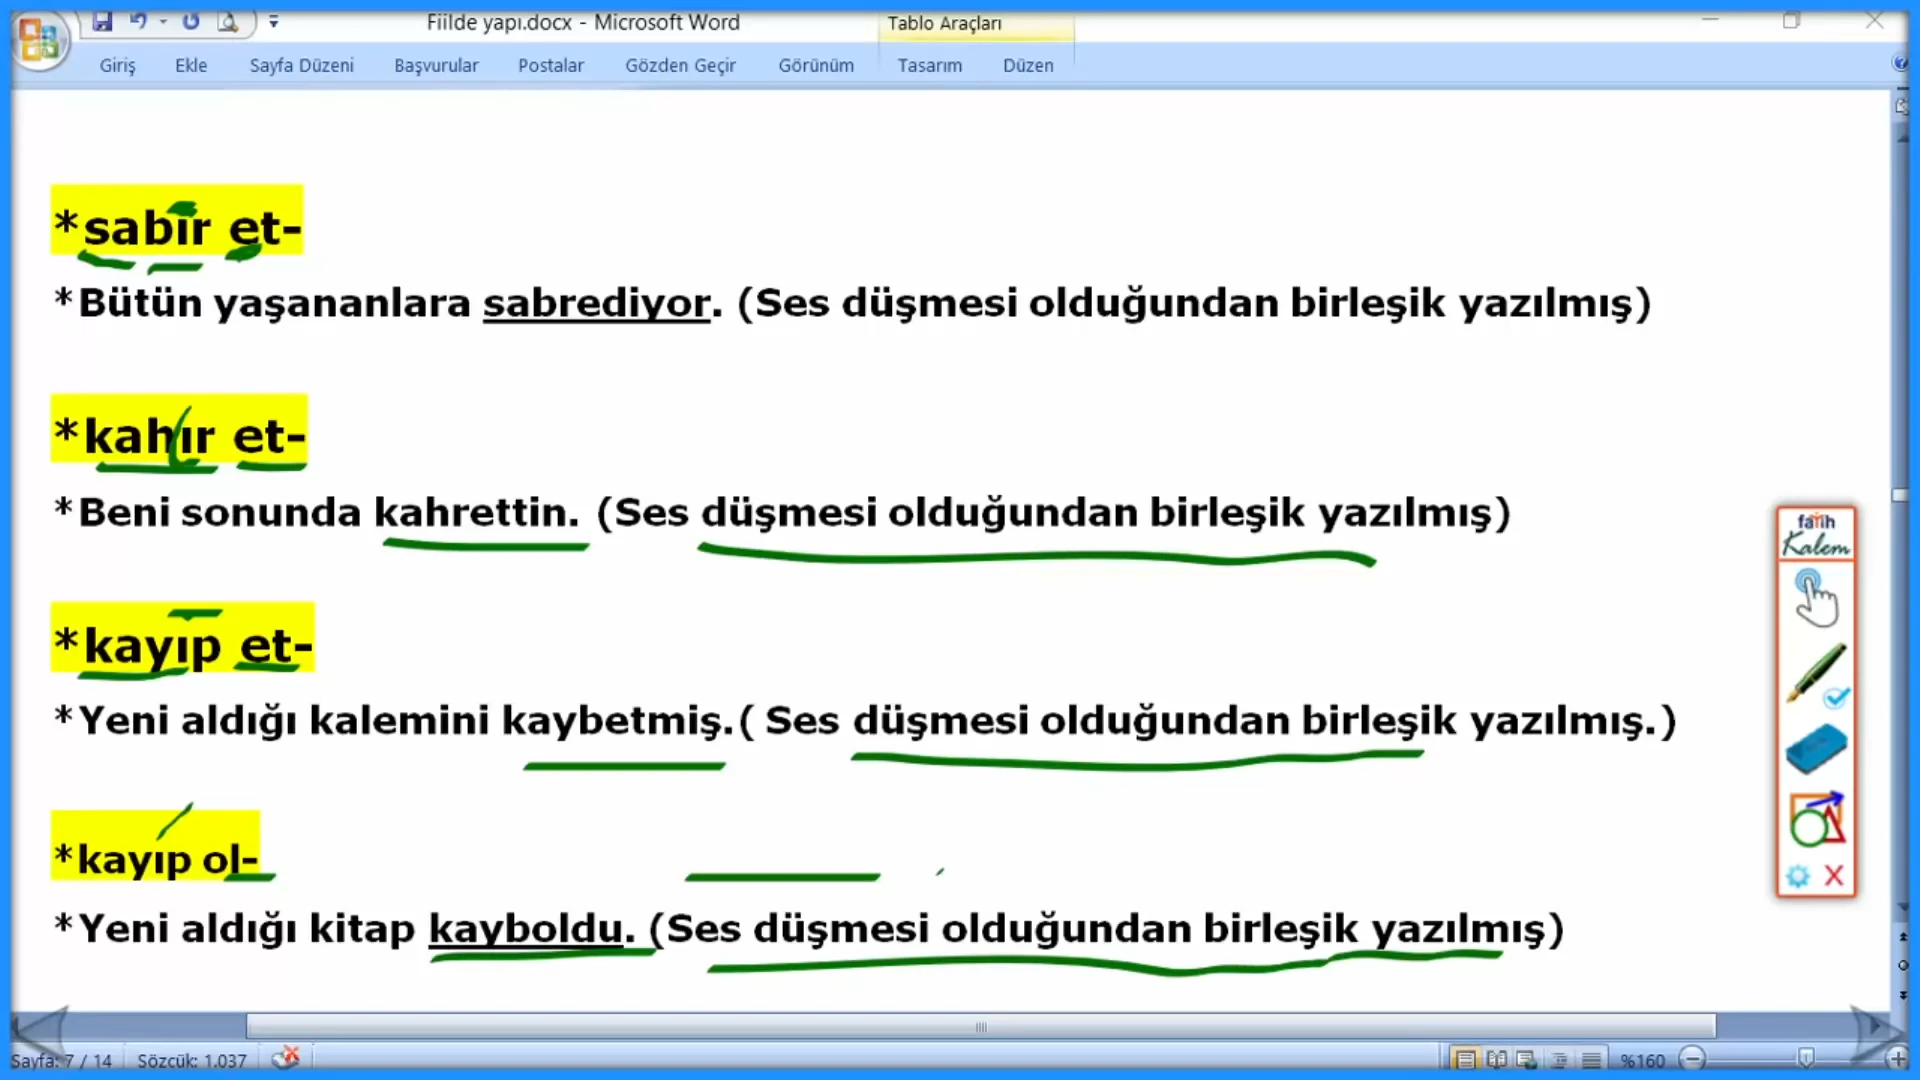 Fiilde yapı.docx - Microsoft Word
Tablo Araçları
Giriş Ekle Sayfa Düzeni Başvurular Postalar Gözden Geçir Görünüm Tasarım Düzen
*sabır et-
*Bütün yaşananlara sabrediyor. (Ses düşmesi olduğundan birleşik yazılmış)
*kahır et-
*Beni sonunda kahrettin. (Ses düşmesi olduğundan birleşik yazılmış)
fatih
Kalem
*kayıp et-
*Yeni aldığı kalemini kaybetmiş.( Ses düşmesi olduğundan birleşik yazılmış.)
*kayıp ol-
*Yeni aldığı kitap kayboldu. (Ses düşmesi olduğundan birleşik yazılmış)
Sayfa: 7 / 14 Sözcük: 1.037 %160